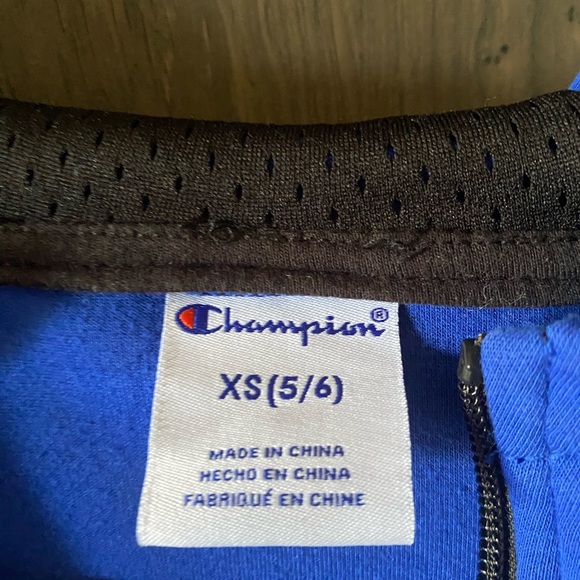 Champion®
XS(5/6)
MADE IN CHINA
HECHO EN CHINA
FABRIQUÉ EN CHINE